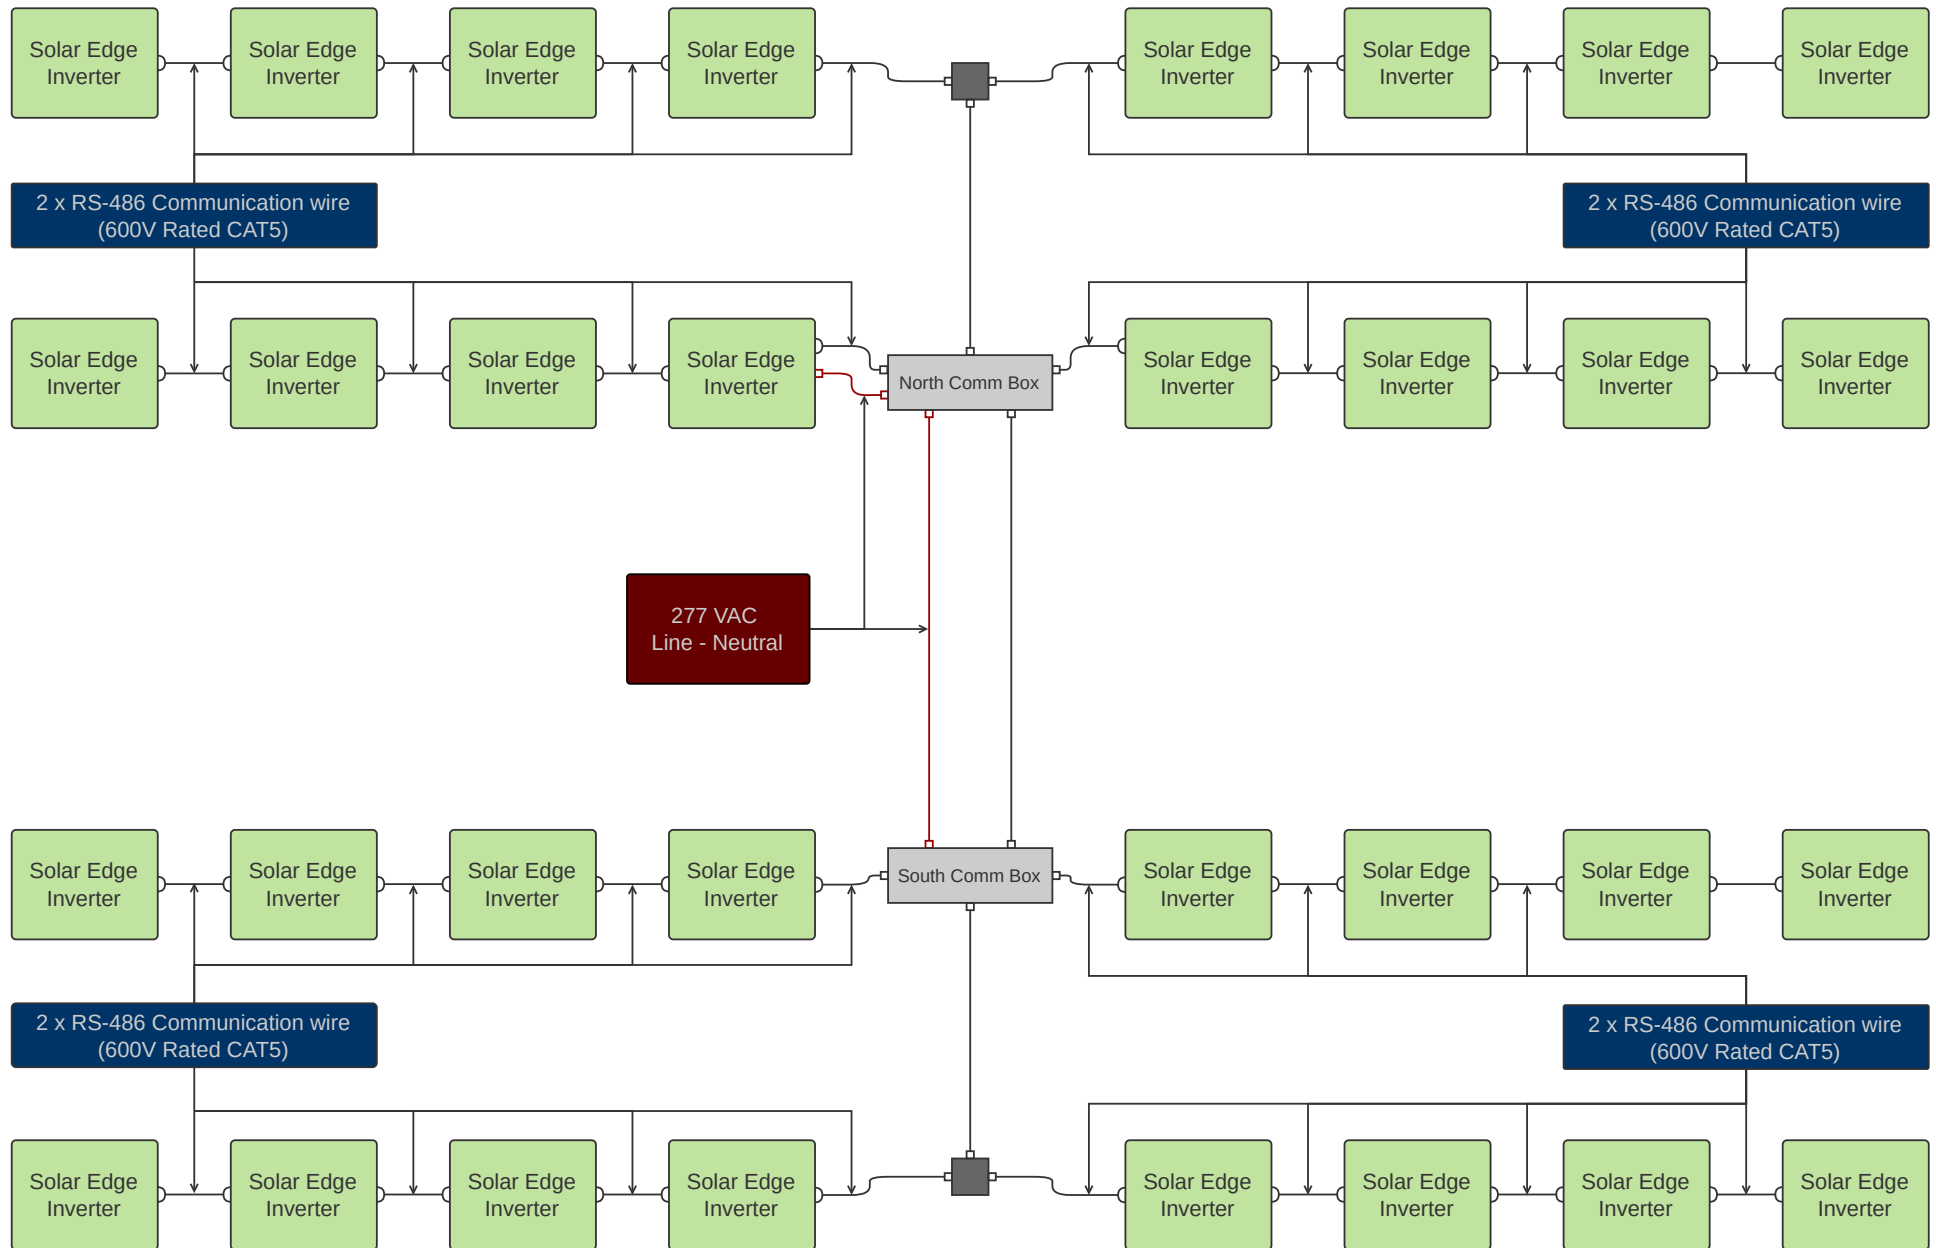 Solar Edge
Inverter
Solar Edge
Inverter
Solar Edge
Inverter
Solar Edge
Inverter
Solar Edge
Inverter
Solar Edge
Inverter
Solar Edge
Inverter
Solar Edge
Inverter
2 x RS-486 Communication wire
(600V Rated CAT5)
2 x RS-486 Communication wire
(600V Rated CAT5)
Solar Edge
Inverter
Solar Edge
Inverter
Solar Edge
Inverter
Solar Edge
Inverter
North Comm Box
Solar Edge
Inverter
Solar Edge
Inverter
Solar Edge
Inverter
Solar Edge
Inverter
277 VAC
Line - Neutral
Solar Edge
Inverter
Solar Edge
Inverter
Solar Edge
Inverter
Solar Edge
Inverter
South Comm Box
Solar Edge
Inverter
Solar Edge
Inverter
Solar Edge
Inverter
Solar Edge
Inverter
2 x RS-486 Communication wire
(600V Rated CAT5)
2 x RS-486 Communication wire
(600V Rated CAT5)
Solar Edge
Inverter
Solar Edge
Inverter
Solar Edge
Inverter
Solar Edge
Inverter
Solar Edge
Inverter
Solar Edge
Inverter
Solar Edge
Inverter
Solar Edge
Inverter